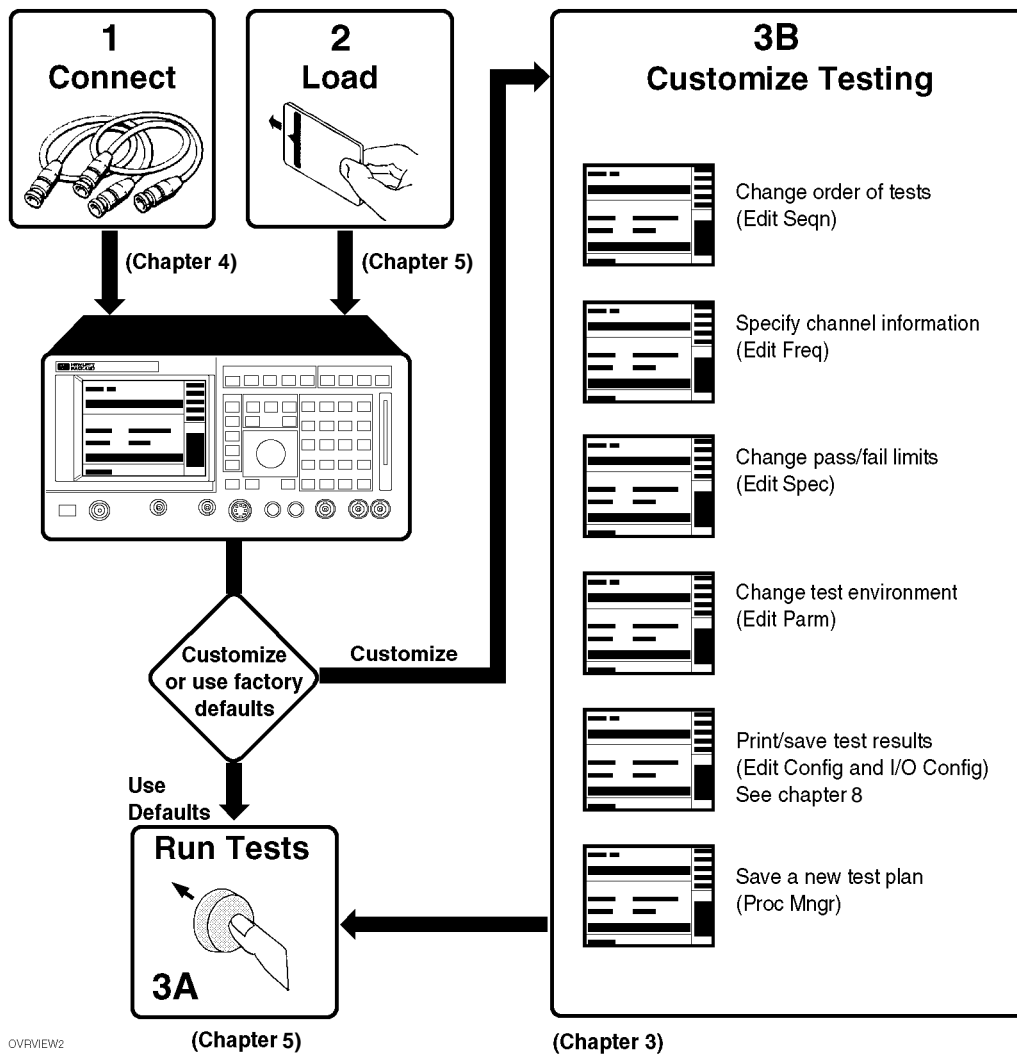 1
Connect
2
Load
(Chapter 4)
(Chapter 5)
HEWLETT
PACKARD
Customize
or use factory
defaults
Customize
Use
Defaults
Run Tests
3A
(Chapter 5)
3B
Customize Testing
Change order of tests
(Edit Seqn)
Specify channel information
(Edit Freq)
Change pass/fail limits
(Edit Spec)
Change test environment
(Edit Parm)
Print/save test results
(Edit Config and I/O Config)
See chapter 8
Save a new test plan
(Proc Mngr)
(Chapter 3)
OVRVIEW2